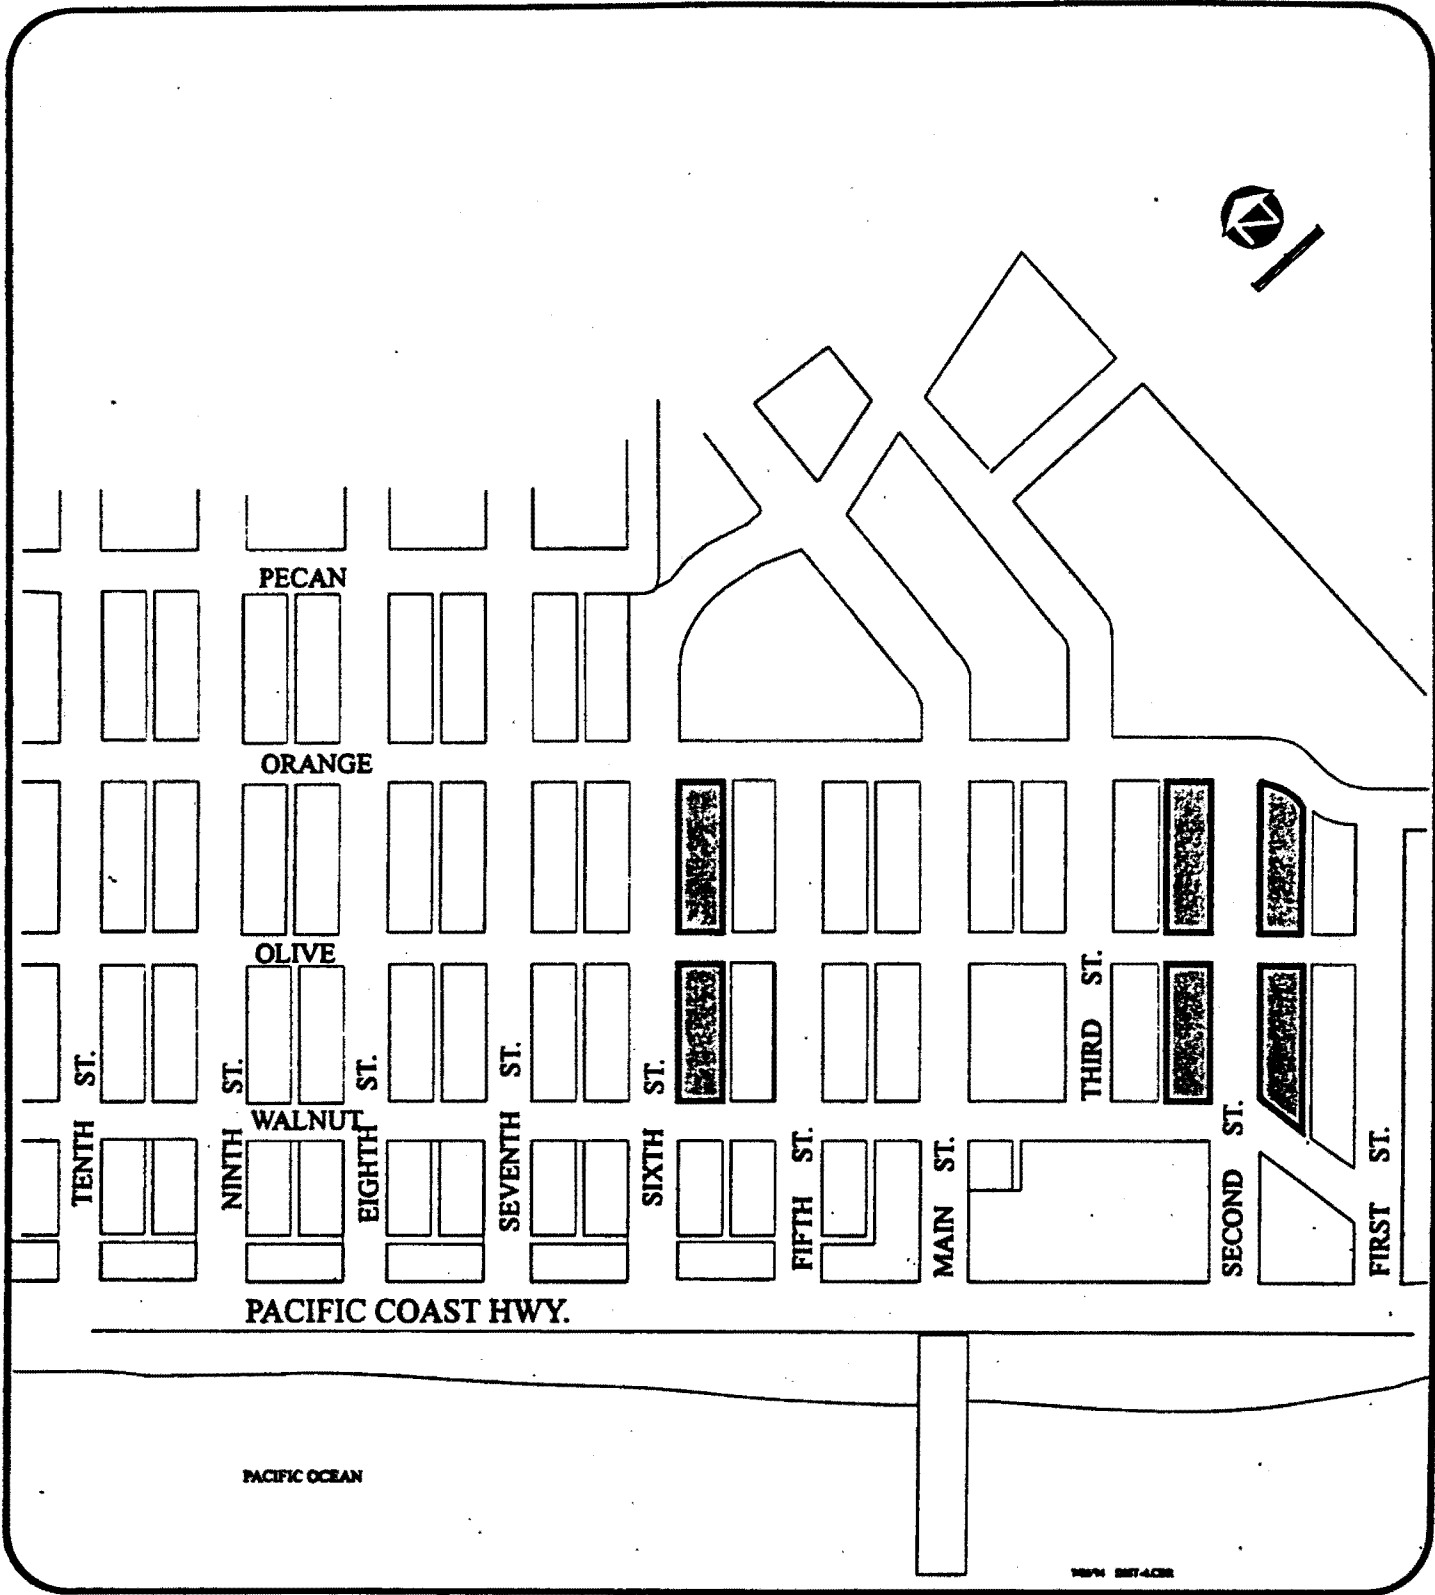 PECAN
ORANGE
OLIVE
WALNUT
TENTH ST.
NINTH ST.
EIGHTH ST.
SEVENTH ST.
SIXTH ST.
FIFTH ST.
MAIN ST.
THIRD ST.
SECOND ST.
FIRST ST.
PACIFIC COAST HWY.
PACIFIC OCEAN